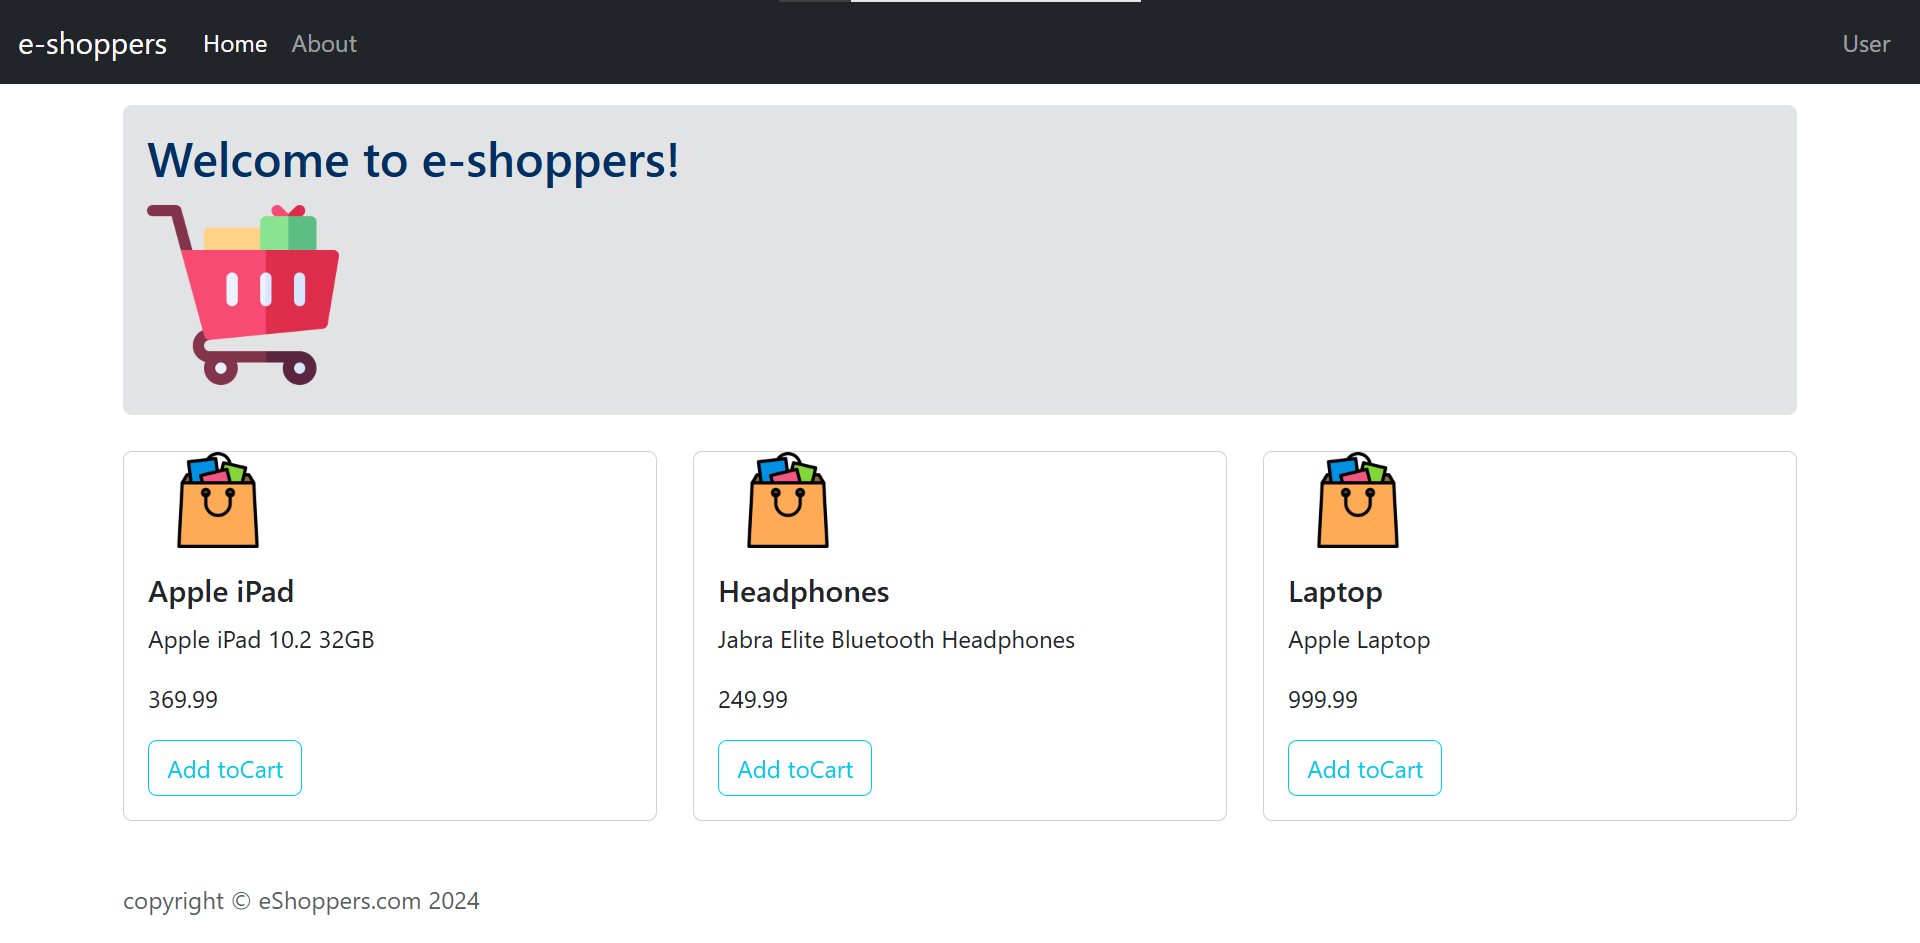 e-shoppers Home About User
Welcome to e-shoppers!
Apple iPad
Apple iPad 10.2 32GB
369.99
Add toCart
Headphones
Jabra Elite Bluetooth Headphones
249.99
Add toCart
Laptop
Apple Laptop
999.99
Add toCart
copyright © eShoppers.com 2024